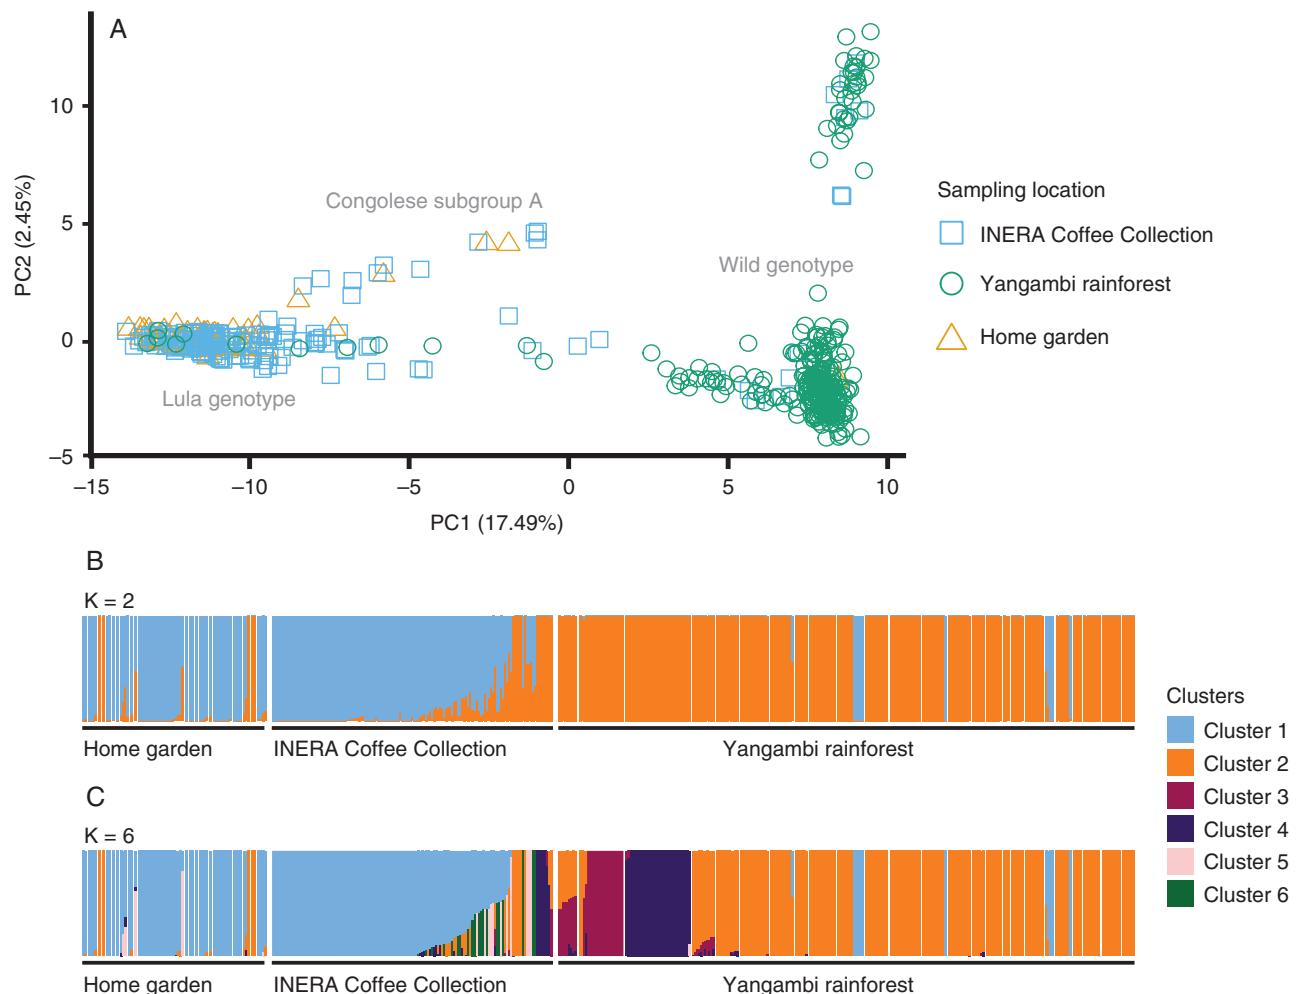 A
10
5
0
–5
PC2 (2.45%)
Congolese subgroup A
Wild genotype
Lula genotype
–15
–10
–5
0
5
10
PC1 (17.49%)
Sampling location
INERA Coffee Collection
Yangambi rainforest
Home garden
B
K = 2
Home garden
INERA Coffee Collection
Yangambi rainforest
C
K = 6
Home garden
INERA Coffee Collection
Yangambi rainforest
Clusters
Cluster 1
Cluster 2
Cluster 3
Cluster 4
Cluster 5
Cluster 6